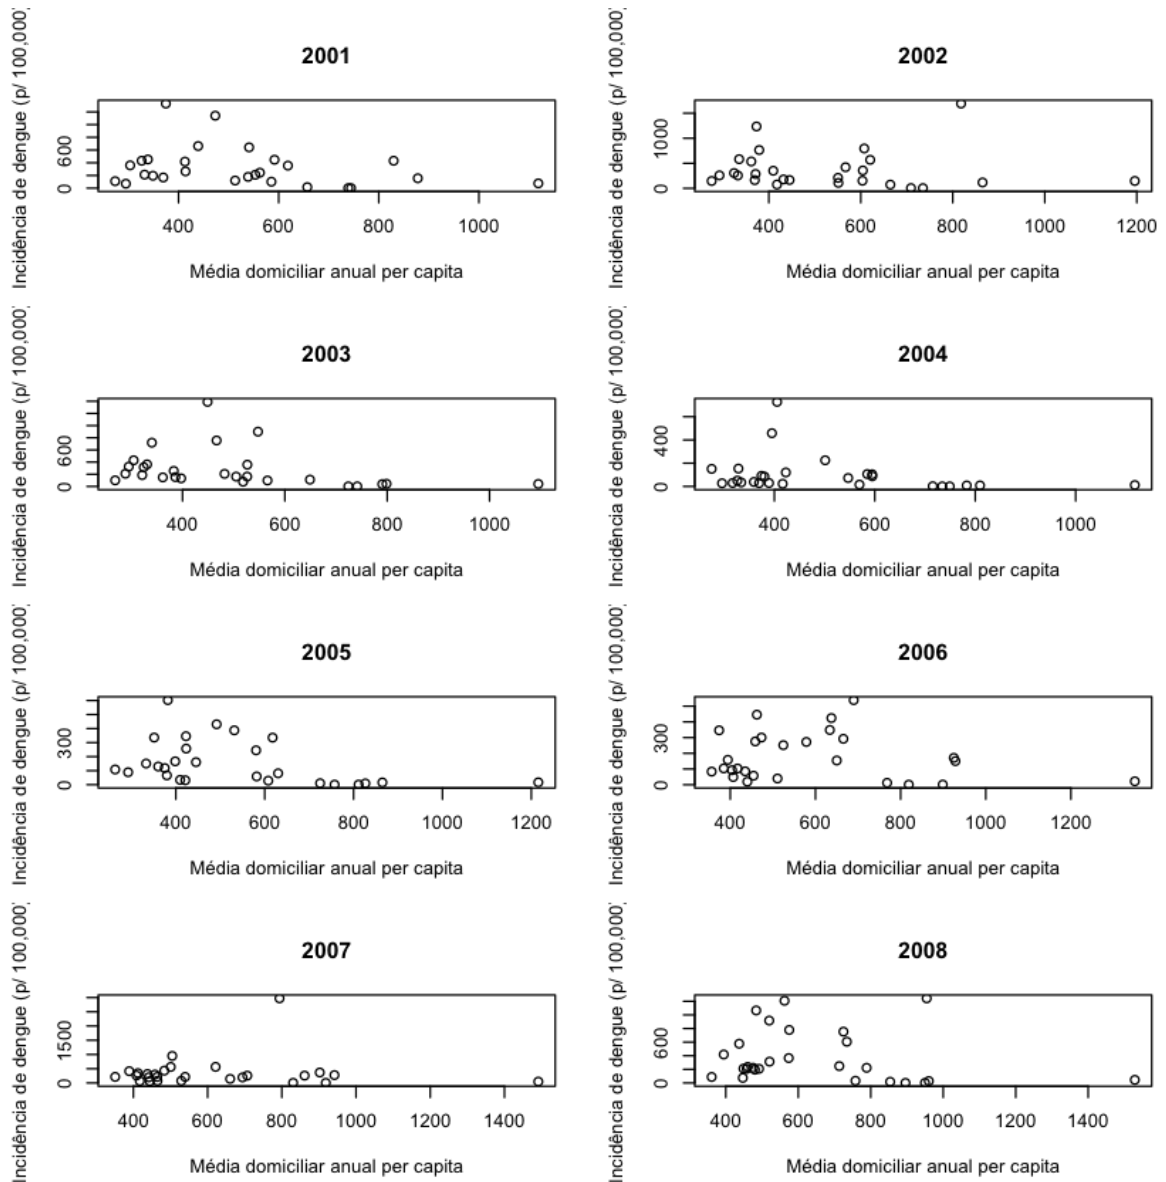 2001
Incidência de dengue (p/ 100,000)
0 600
400 600 800 1000
Média domiciliar anual per capita
2002
Incidência de dengue (p/ 100,000)
0 1000
400 600 800 1000 1200
Média domiciliar anual per capita
2003
Incidência de dengue (p/ 100,000)
0 600
400 600 800 1000
Média domiciliar anual per capita
2004
Incidência de dengue (p/ 100,000)
0 400
400 600 800 1000
Média domiciliar anual per capita
2005
Incidência de dengue (p/ 100,000)
0 300
400 600 800 1000 1200
Média domiciliar anual per capita
2006
Incidência de dengue (p/ 100,000)
0 300
400 600 800 1000 1200
Média domiciliar anual per capita
2007
Incidência de dengue (p/ 100,000)
0 1500
400 600 800 1000 1200 1400
Média domiciliar anual per capita
2008
Incidência de dengue (p/ 100,000)
0 600
400 600 800 1000 1200 1400
Média domiciliar anual per capita